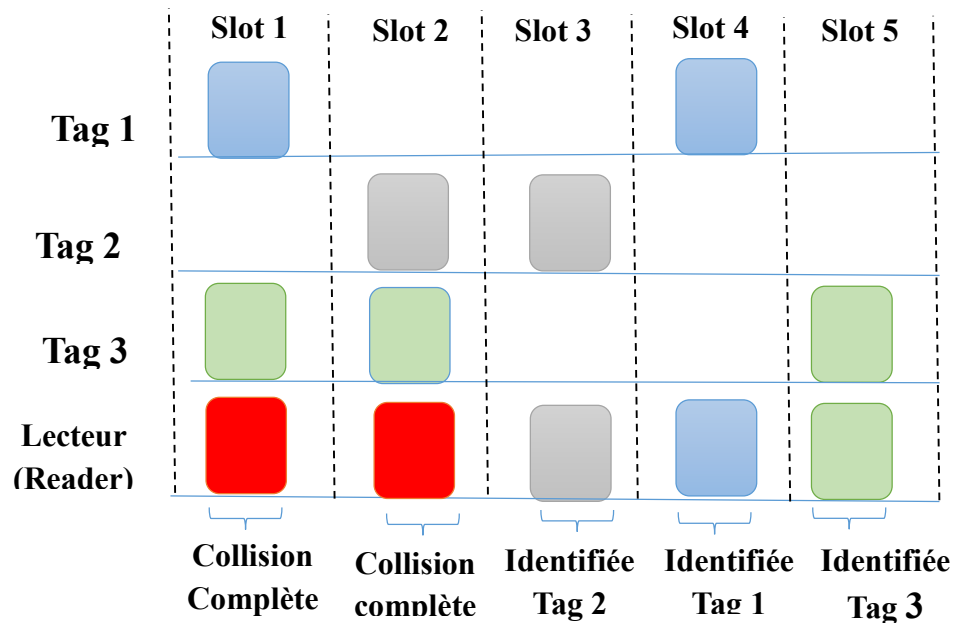 Slot 1 Slot 2 Slot 3 Slot 4 Slot 5
Tag 1
Tag 2
Tag 3
Lecteur
(Reader)
Collision
Complète
Collision
complète
Identifiée
Tag 2
Identifiée
Tag 1
Identifiée
Tag 3